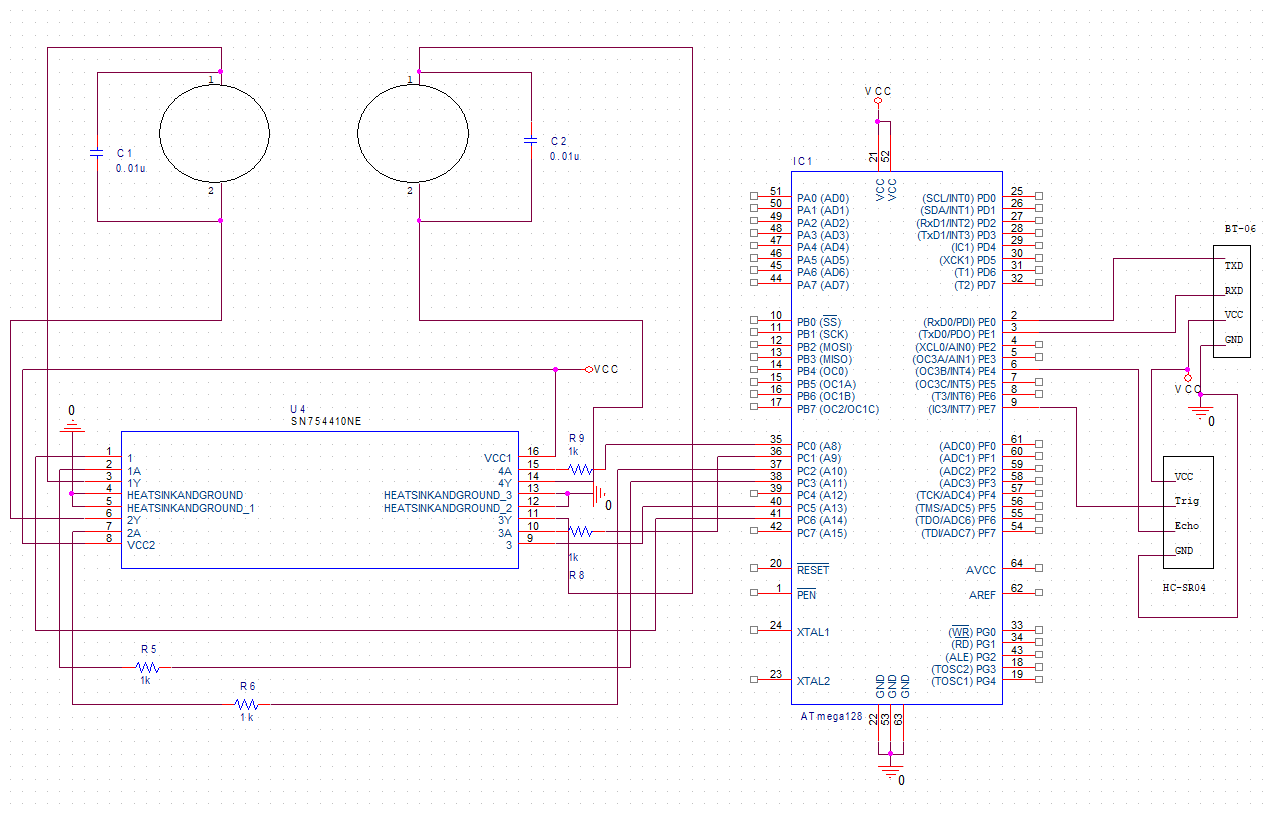 1
2
C1
0.01u
1
2
C2
0.01u
0
U4
SN754410NE
1 1
2 1A
3 1Y
4 HEATSINKANDGROUND
5 HEATSINKANDGROUND_1
6 2Y
7 2A
8 VCC2
VCC1 16
4A 15
4Y 14
HEATSINKANDGROUND_3 13
HEATSINKANDGROUND_2 12
3Y 11
3A 10
3 9
VCC
R9
1k
0
1k
R8
R5
1k
R6
1k
VCC
IC1
21
52
VCC
VCC
51 PA0 (AD0)
50 PA1 (AD1)
49 PA2 (AD2)
48 PA3 (AD3)
47 PA4 (AD4)
46 PA5 (AD5)
45 PA6 (AD6)
44 PA7 (AD7)
10 PB0 (SS)
11 PB1 (SCK)
12 PB2 (MOSI)
13 PB3 (MISO)
14 PB4 (OC0)
15 PB5 (OC1A)
16 PB6 (OC1B)
17 PB7 (OC2/OC1C)
35 PC0 (A8)
36 PC1 (A9)
37 PC2 (A10)
38 PC3 (A11)
39 PC4 (A12)
40 PC5 (A13)
41 PC6 (A14)
42 PC7 (A15)
20 RESET
1 PEN
24 XTAL1
23 XTAL2
(SCL/INT0) PD0 25
(SDA/INT1) PD1 26
(RxD1/INT2) PD2 27
(TxD1/INT3) PD3 28
(IC1) PD4 29
(XCK1) PD5 30
(T1) PD6 31
(T2) PD7 32
(RxD0/PDI) PE0 2
(TxD0/PDO) PE1 3
(XCL0/AIN0) PE2 4
(OC3A/AIN1) PE3 5
(OC3B/INT4) PE4 6
(OC3C/INT5) PE5 7
(T3/INT6) PE6 8
(IC3/INT7) PE7 9
(ADC0) PF0 61
(ADC1) PF1 60
(ADC2) PF2 59
(ADC3) PF3 58
(TCK/ADC4) PF4 57
(TMS/ADC5) PF5 56
(TDO/ADC6) PF6 55
(TDI/ADC7) PF7 54
AVCC 64
AREF 62
(WR) PG0 33
(RD) PG1 34
(ALE) PG2 43
(TOSC2) PG3 18
(TOSC1) PG4 19
GND
GND
GND
ATmega128
22
53
63
0
BT-06
TXD
RXD
VCC
GND
VCC
0
VCC
Trig
Echo
GND
HC-SR04